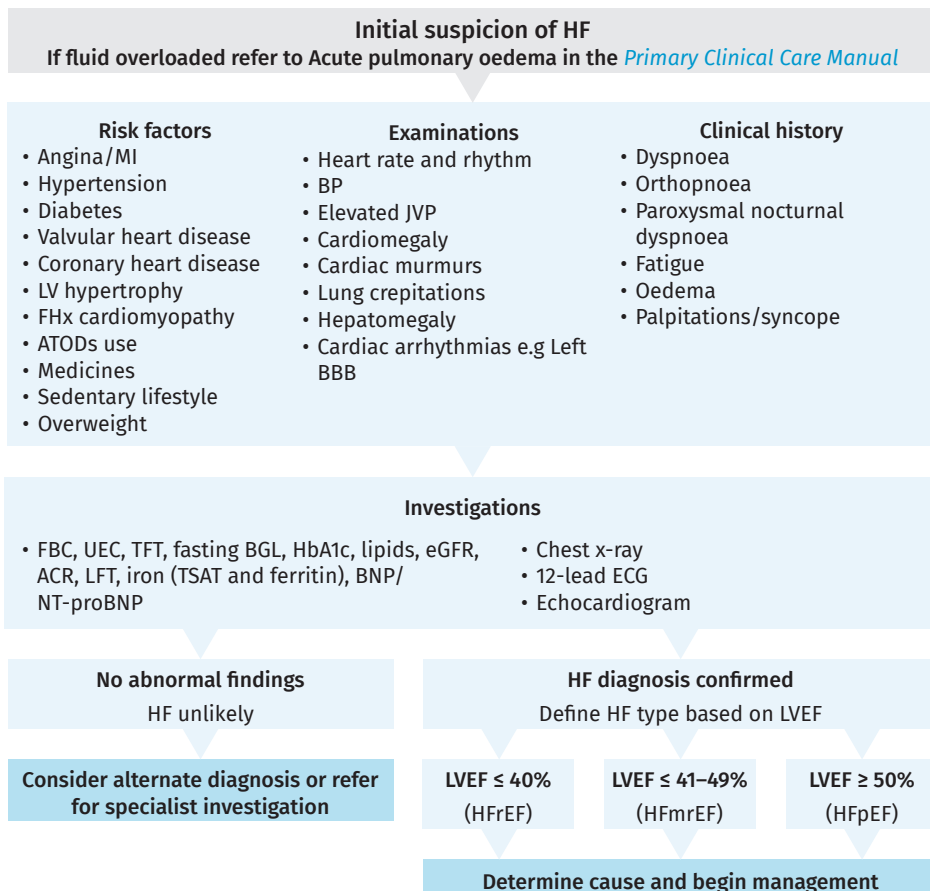 Initial suspicion of HF
If fluid overloaded refer to Acute pulmonary oedema in the Primary Clinical Care Manual
Risk factors
• Angina/MI
• Hypertension
• Diabetes
• Valvular heart disease
• Coronary heart disease
• LV hypertrophy
• FHx cardiomyopathy
• ATODs use
• Medicines
• Sedentary lifestyle
• Overweight
Examinations
• Heart rate and rhythm
• BP
• Elevated JVP
• Cardiomegaly
• Cardiac murmurs
• Lung crepitations
• Hepatomegaly
• Cardiac arrhythmias e.g Left
BBB
Clinical history
• Dyspnoea
• Orthopnoea
• Paroxysmal nocturnal
dyspnoea
• Fatigue
• Oedema
• Palpitations/syncope
Investigations
• FBC, UEC, TFT, fasting BGL, HbA1c, lipids, eGFR,
ACR, LFT, iron (TSAT and ferritin), BNP/
NT-proBNP
• Chest x-ray
• 12-lead ECG
• Echocardiogram
No abnormal findings
HF unlikely
Consider alternate diagnosis or refer
for specialist investigation
HF diagnosis confirmed
Define HF type based on LVEF
LVEF ≤ 40%
(HFrEF)
LVEF ≤ 41–49%
(HFmrEF)
LVEF ≥ 50%
(HFpEF)
Determine cause and begin management